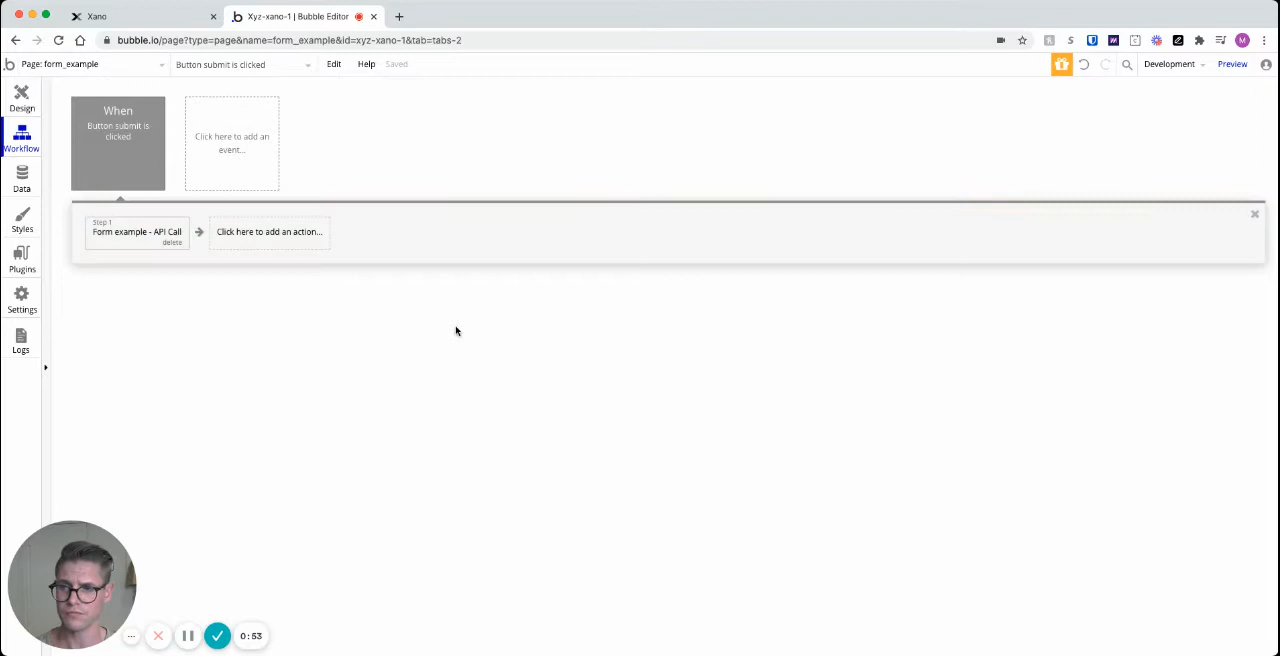 Xano
Xyz-xano-1 | Bubble Editor
bubble.io/page?type=page&name=form_example&id=xyz-xano-1&tab=tabs-2
Page: form_example
Button submit is clicked
Edit
Help
Saved
Development
Preview
Design
Workflow
Data
Styles
Plugins
Settings
Logs
When
Button submit is
clicked
Click here to add an
event...
Step 1
Form example - API Call
delete
Click here to add an action...
0:53